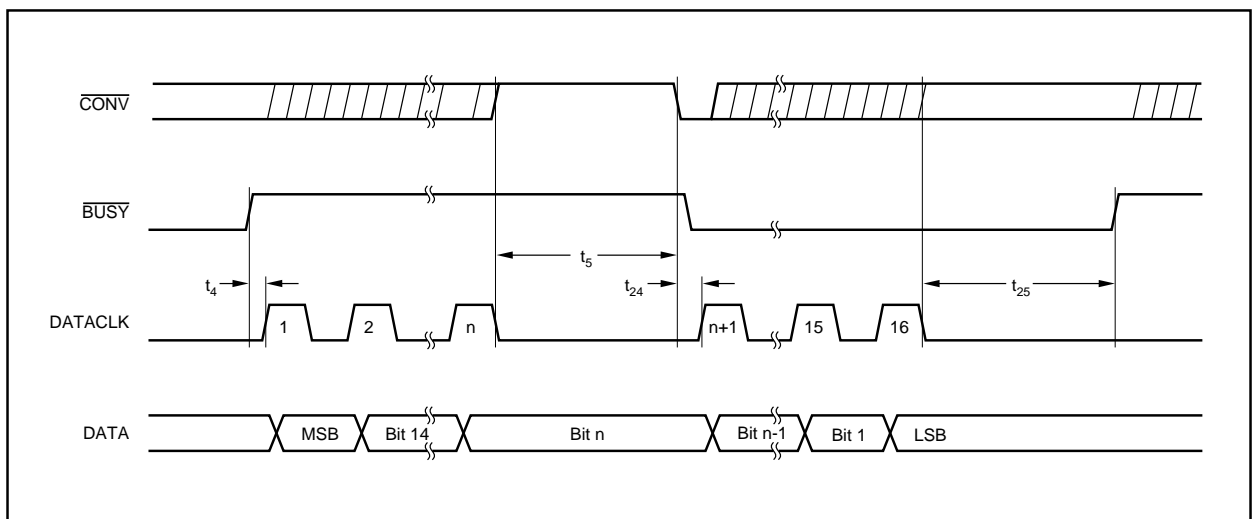 CONV
BUSY
t5
t4
t24
t25
DATACLK
1
2
n
n+1
15
16
DATA
MSB
Bit 14
Bit n
Bit n-1
Bit 1
LSB